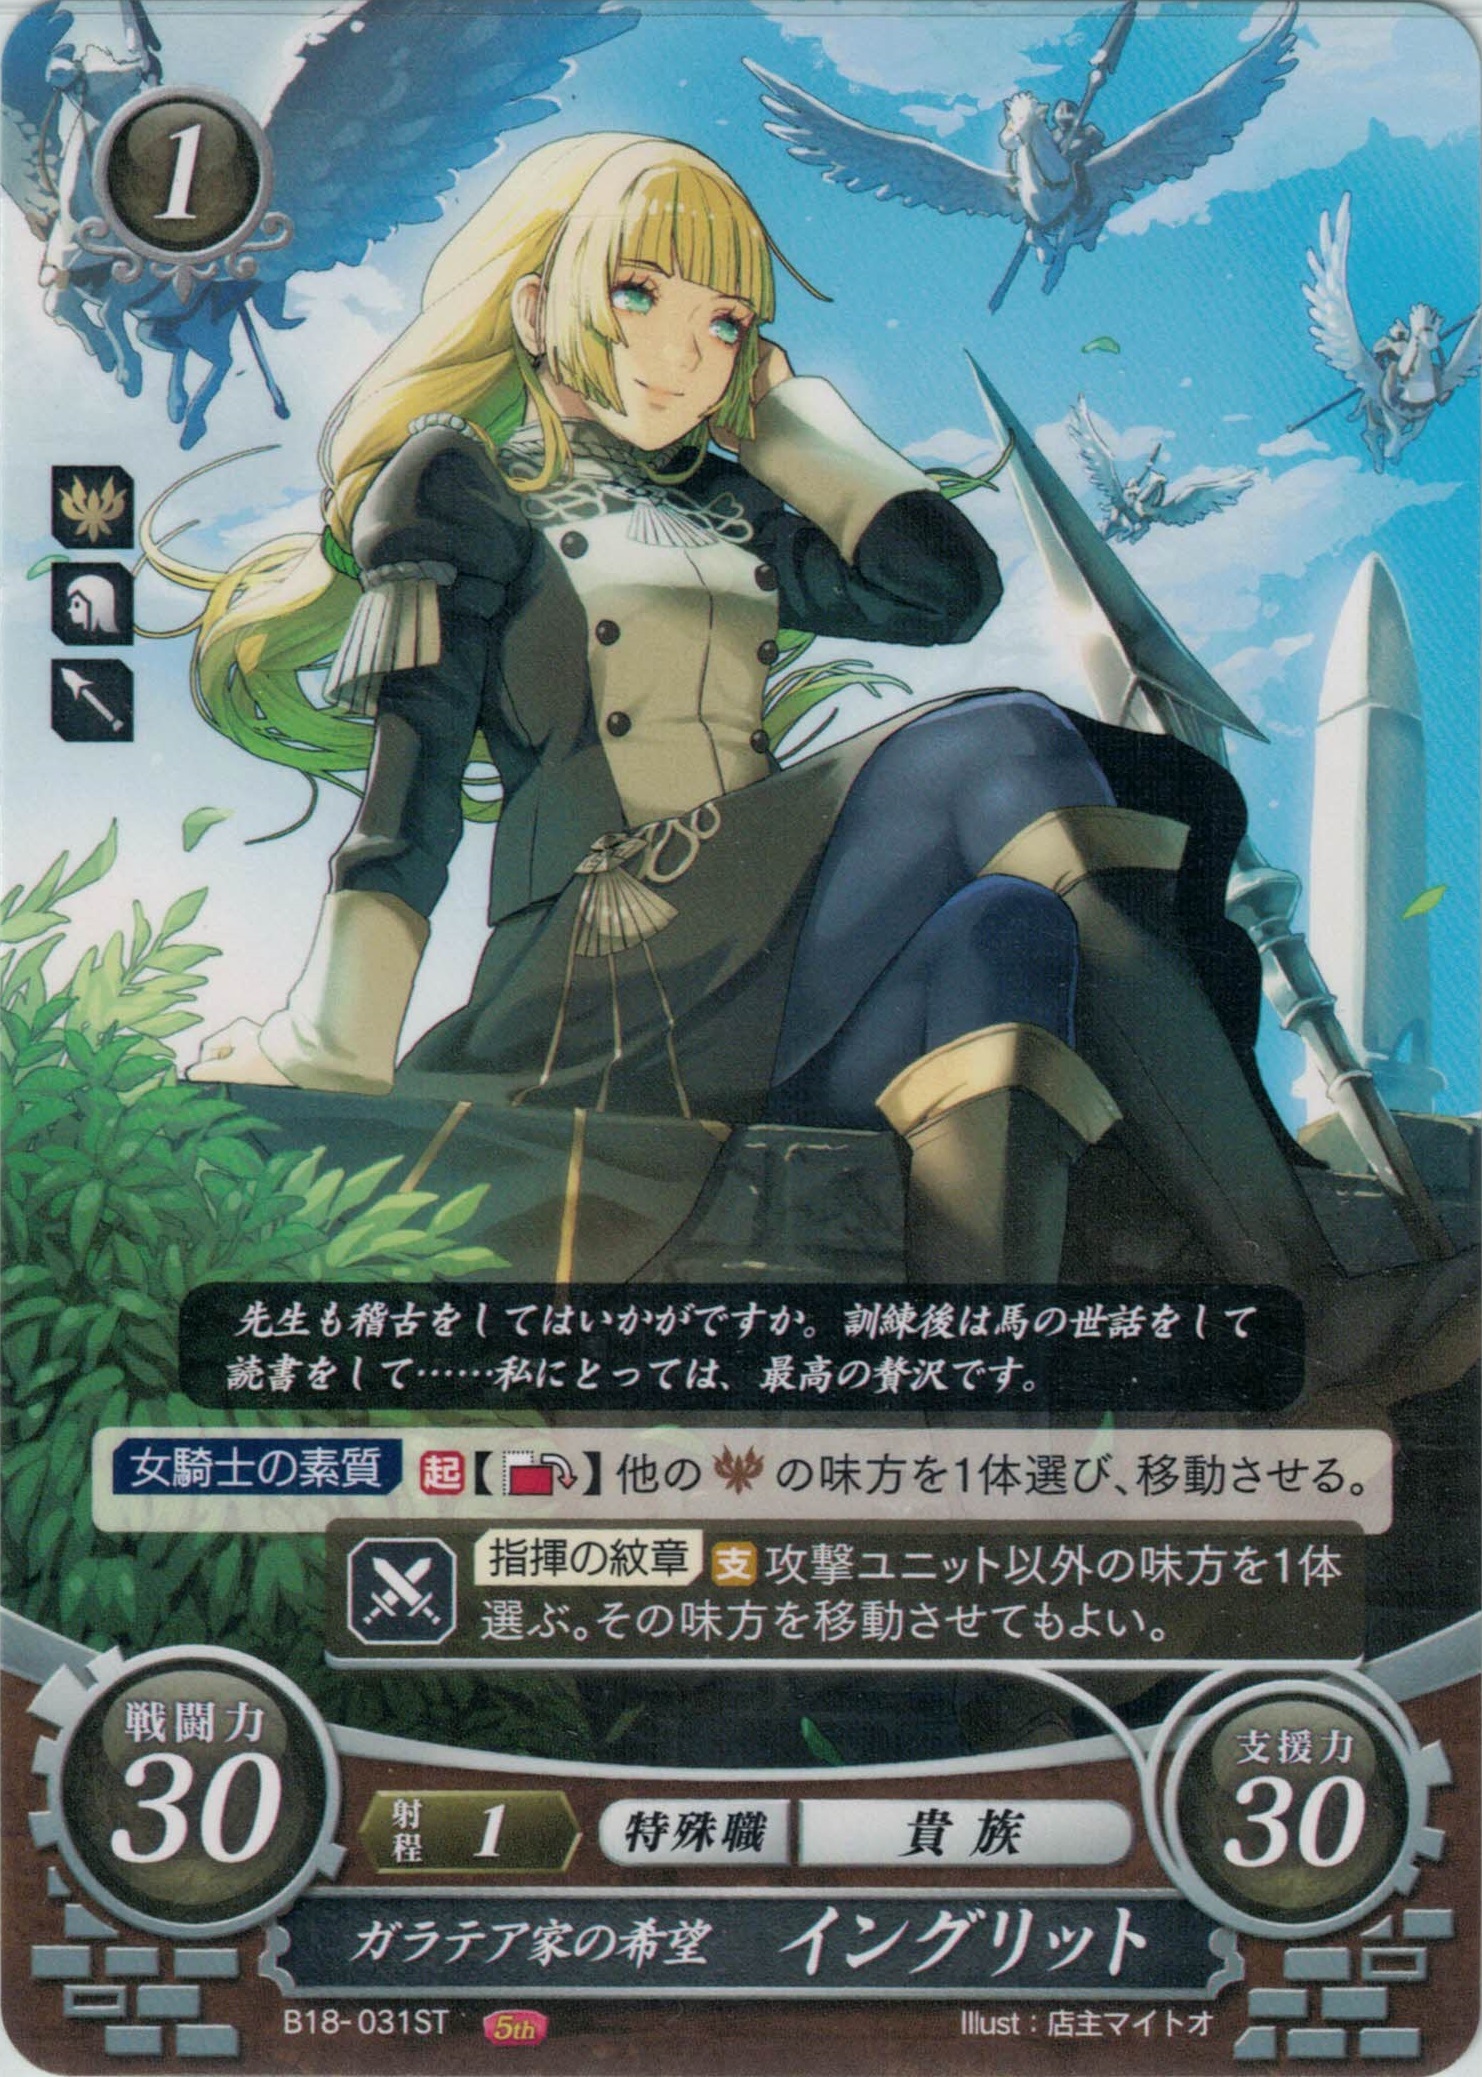 1
先生も稽古をしてはいかがですか。訓練後は馬の世話をして
読書をして……私にとっては、最高の贅沢です。
女騎士の素質 起【 】他の の味方を1体選び、移動させる。
指揮の紋章 支 攻撃ユニット以外の味方を1体
選ぶ。その味方を移動させてもよい。
戦闘力
30
射程 1
特殊職 貴族
支援力
30
ガラテア家の希望 イングリット
B18-031ST 5th
Illust：店主マイトオ